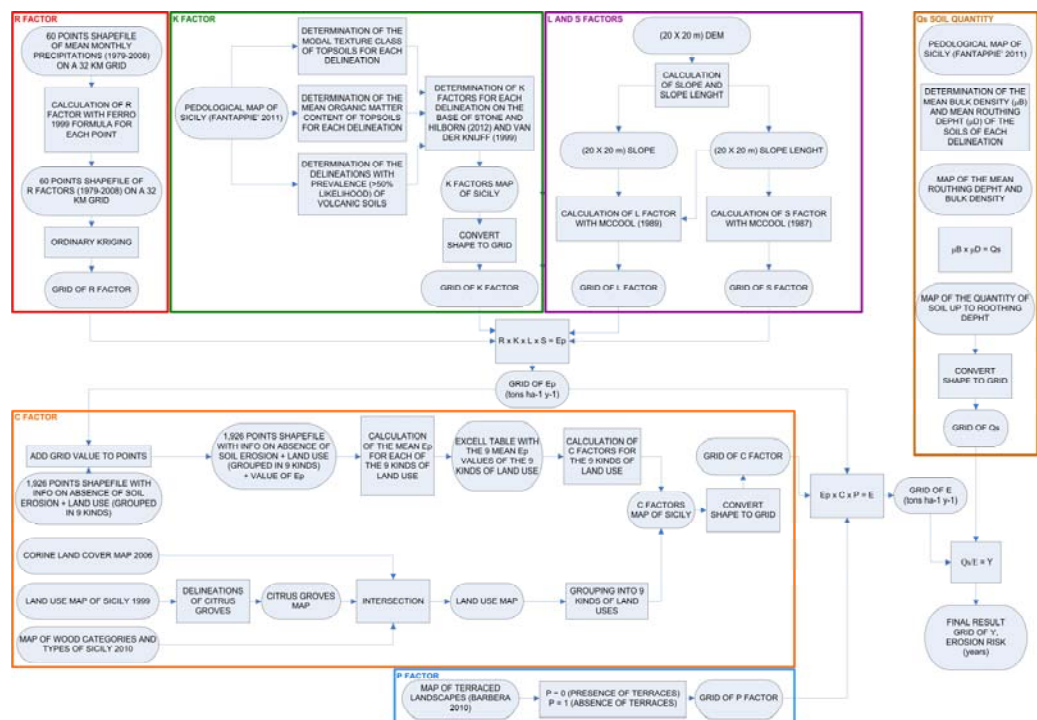 R FACTOR
60 POINTS SHAPEFILE
OF MEAN MONTHLY
PRECIPITATIONS (1979-2008)
ON A 32 KM GRID
CALCULATION OF R
FACTOR WITH FERRO
1999 FORMULA FOR
EACH POINT
60 POINTS SHAPEFILE OF
R FACTORS (1979-2008) ON A 32
KM GRID
ORDINARY KRIGING
GRID OF R FACTOR
K FACTOR
PEDOLOGICAL MAP OF
SICILY (FANTAPPIE' 2011)
DETERMINATION OF THE
MODAL TEXTURE CLASS
OF TOPSOILS FOR EACH
DELINEATION
DETERMINATION OF THE
MEAN ORGANIC MATTER
CONTENT OF TOPSOILS
FOR EACH DELINEATION
DETERMINATION OF THE
DELINEATIONS WITH
PREVALENCE (>50%
LIKELIHOOD) OF
VOLCANIC SOILS
DETERMINATION OF K
FACTORS FOR EACH
DELINEATION ON THE
BASE OF STONE AND
HILBORN (2012) AND VAN
DER KNIJFF (1999)
K FACTORS MAP
OF SICILY
CONVERT
SHAPE TO GRID
GRID OF K FACTOR
L AND S FACTORS
(20 X 20 m) DEM
CALCULATION
OF SLOPE AND
SLOPE LENGHT
(20 X 20 m) SLOPE
(20 X 20 m) SLOPE LENGHT
CALCULATION OF L FACTOR
WITH MCCOOL (1989)
CALCULATION OF S FACTOR
WITH MCCOOL (1987)
GRID OF L FACTOR
GRID OF S FACTOR
Qs SOIL QUANTITY
PEDOLOGICAL MAP OF
SICILY (FANTAPPIE' 2011)
DETERMINATION OF THE
MEAN BULK DENSITY (µB)
AND MEAN ROUTHING
DEPHT (µD) OF THE
SOILS OF EACH
DELINEATION
MAP OF THE MEAN
ROUTHING DEPHT AND
BULK DENSITY
µB x µD = Qs
MAP OF THE QUANTITY OF
SOIL UP TO ROOTHING
DEPHT
CONVERT
SHAPE TO GRID
GRID OF Qs
R x K x L x S = Ep
GRID OF Ep
(tons ha-1 y-1)
C FACTOR
ADD GRID VALUE TO POINTS
1,926 POINTS SHAPEFILE WITH
INFO ON ABSENCE OF SOIL
EROSION + LAND USE (GROUPED
IN 9 KINDS)
1,926 POINTS SHAPEFILE
WITH INFO ON ABSENCE OF
SOIL EROSION + LAND USE
(GROUPED IN 9 KINDS)
+ VALUE OF Ep
CALCULATION
OF THE MEAN Ep
FOR EACH OF
THE 9 KINDS OF
LAND USE
EXCELL TABLE WITH
THE 9 MEAN Ep
VALUES OF THE 9
KINDS OF LAND USE
CALCULATION OF
C FACTORS FOR
THE 9 KINDS OF
LAND USE
C FACTORS
MAP OF SICILY
CONVERT
SHAPE TO GRID
GRID OF C FACTOR
CORINE LAND COVER MAP 2006
LAND USE MAP OF SICILY 1999
DELINEATIONS
OF CITRUS
GROVES
CITRUS GROVES
MAP
INTERSECTION
LAND USE MAP
GROUPING INTO 9
KINDS OF LAND
USES
MAP OF WOOD CATEGORIES AND
TYPES OF SICILY 2010
Ep x C x P = E
GRID OF E
(tons ha-1 y-1)
Qs/E = Y
FINAL RESULT
GRID OF Y,
EROSION RISK
(years)
P FACTOR
MAP OF TERRACED
LANDSCAPES (BARBERA
2010)
P = 0 (PRESENCE OF TERRACES)
P = 1 (ABSENCE OF TERRACES)
GRID OF P FACTOR